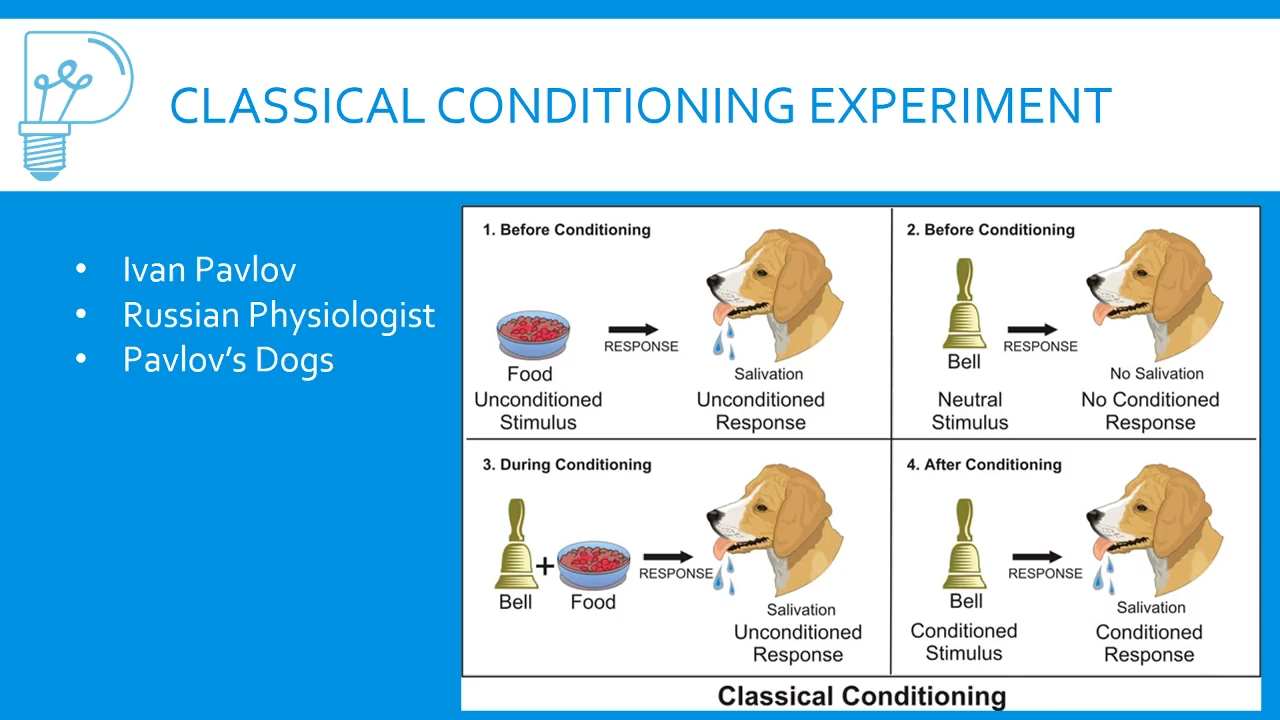 CLASSICAL CONDITIONING EXPERIMENT
• Ivan Pavlov
• Russian Physiologist
• Pavlov’s Dogs
1. Before Conditioning
RESPONSE
Food
Salivation
Unconditioned
Stimulus
Unconditioned
Response
2. Before Conditioning
Bell
RESPONSE
No Salivation
Neutral
Stimulus
No Conditioned
Response
3. During Conditioning
+
RESPONSE
Bell
Food
Salivation
Unconditioned
Response
4. After Conditioning
RESPONSE
Bell
Salivation
Conditioned
Stimulus
Conditioned
Response
Classical Conditioning